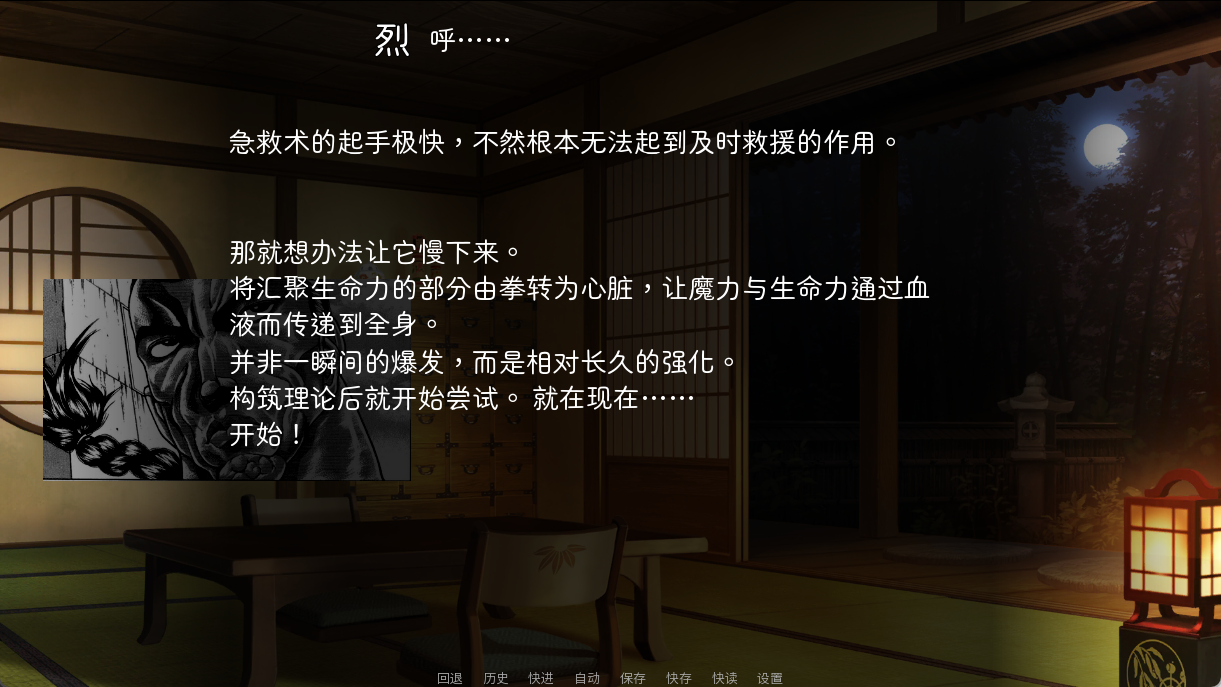 烈 呼……
急救术的起手极快，不然根本无法起到及时救援的作用。
那就想办法让它慢下来。
将汇聚生命力的部分由拳转为心脏，让魔力与生命力通过血
液而传递到全身。
并非一瞬间的爆发，而是相对长久的强化。
构筑理论后就开始尝试。 就在现在……
开始！
回退 历史 快进 自动 保存 快存 快读 设置